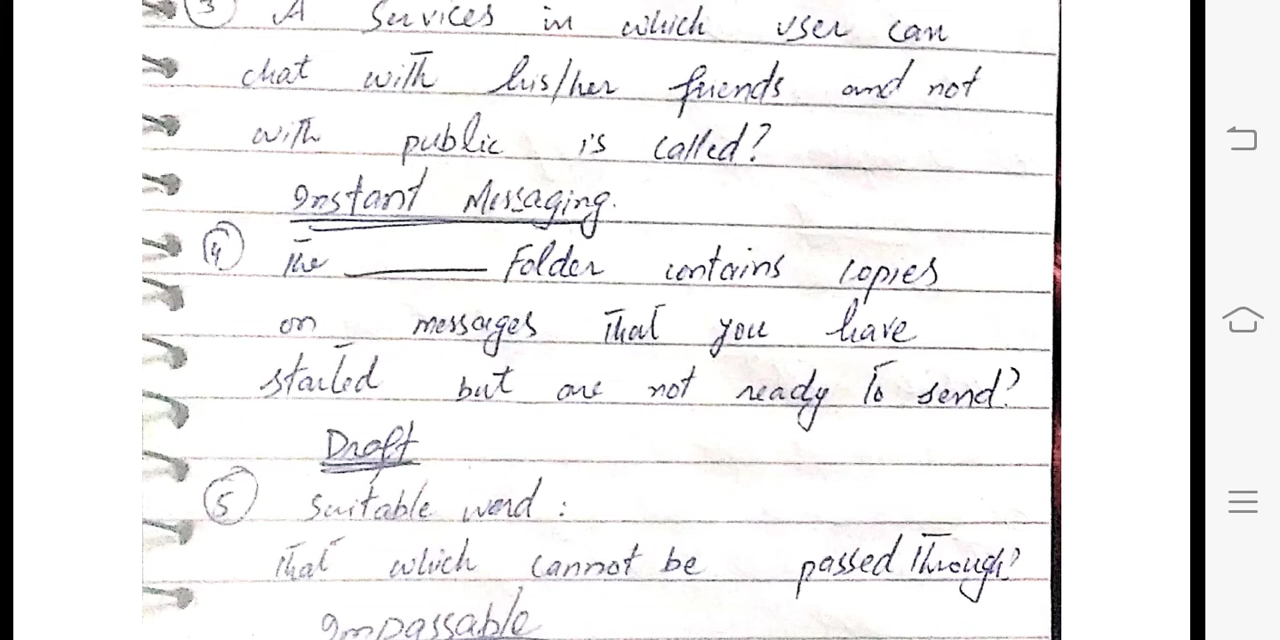 3 A Services in which user can
chat with his/her friends and not
with public is called?
Instant Messaging.
4 The ______ Folder contains copies
on messages that you have
started but are not ready to send?
Draft
5 Suitable word :
That which cannot be passed through?
Impassable